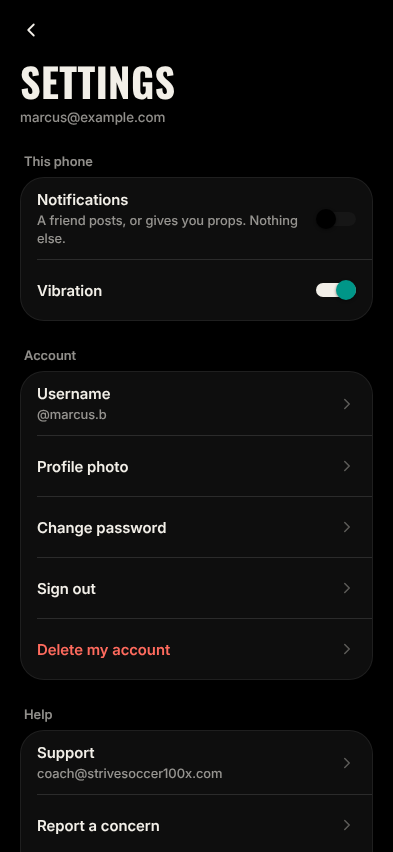 SETTINGS
marcus@example.com
This phone
Notifications
A friend posts, or gives you props. Nothing
else.
Vibration
Account
Username
@marcus.b
Profile photo
Change password
Sign out
Delete my account
Help
Support
coach@strivesoccer100x.com
Report a concern